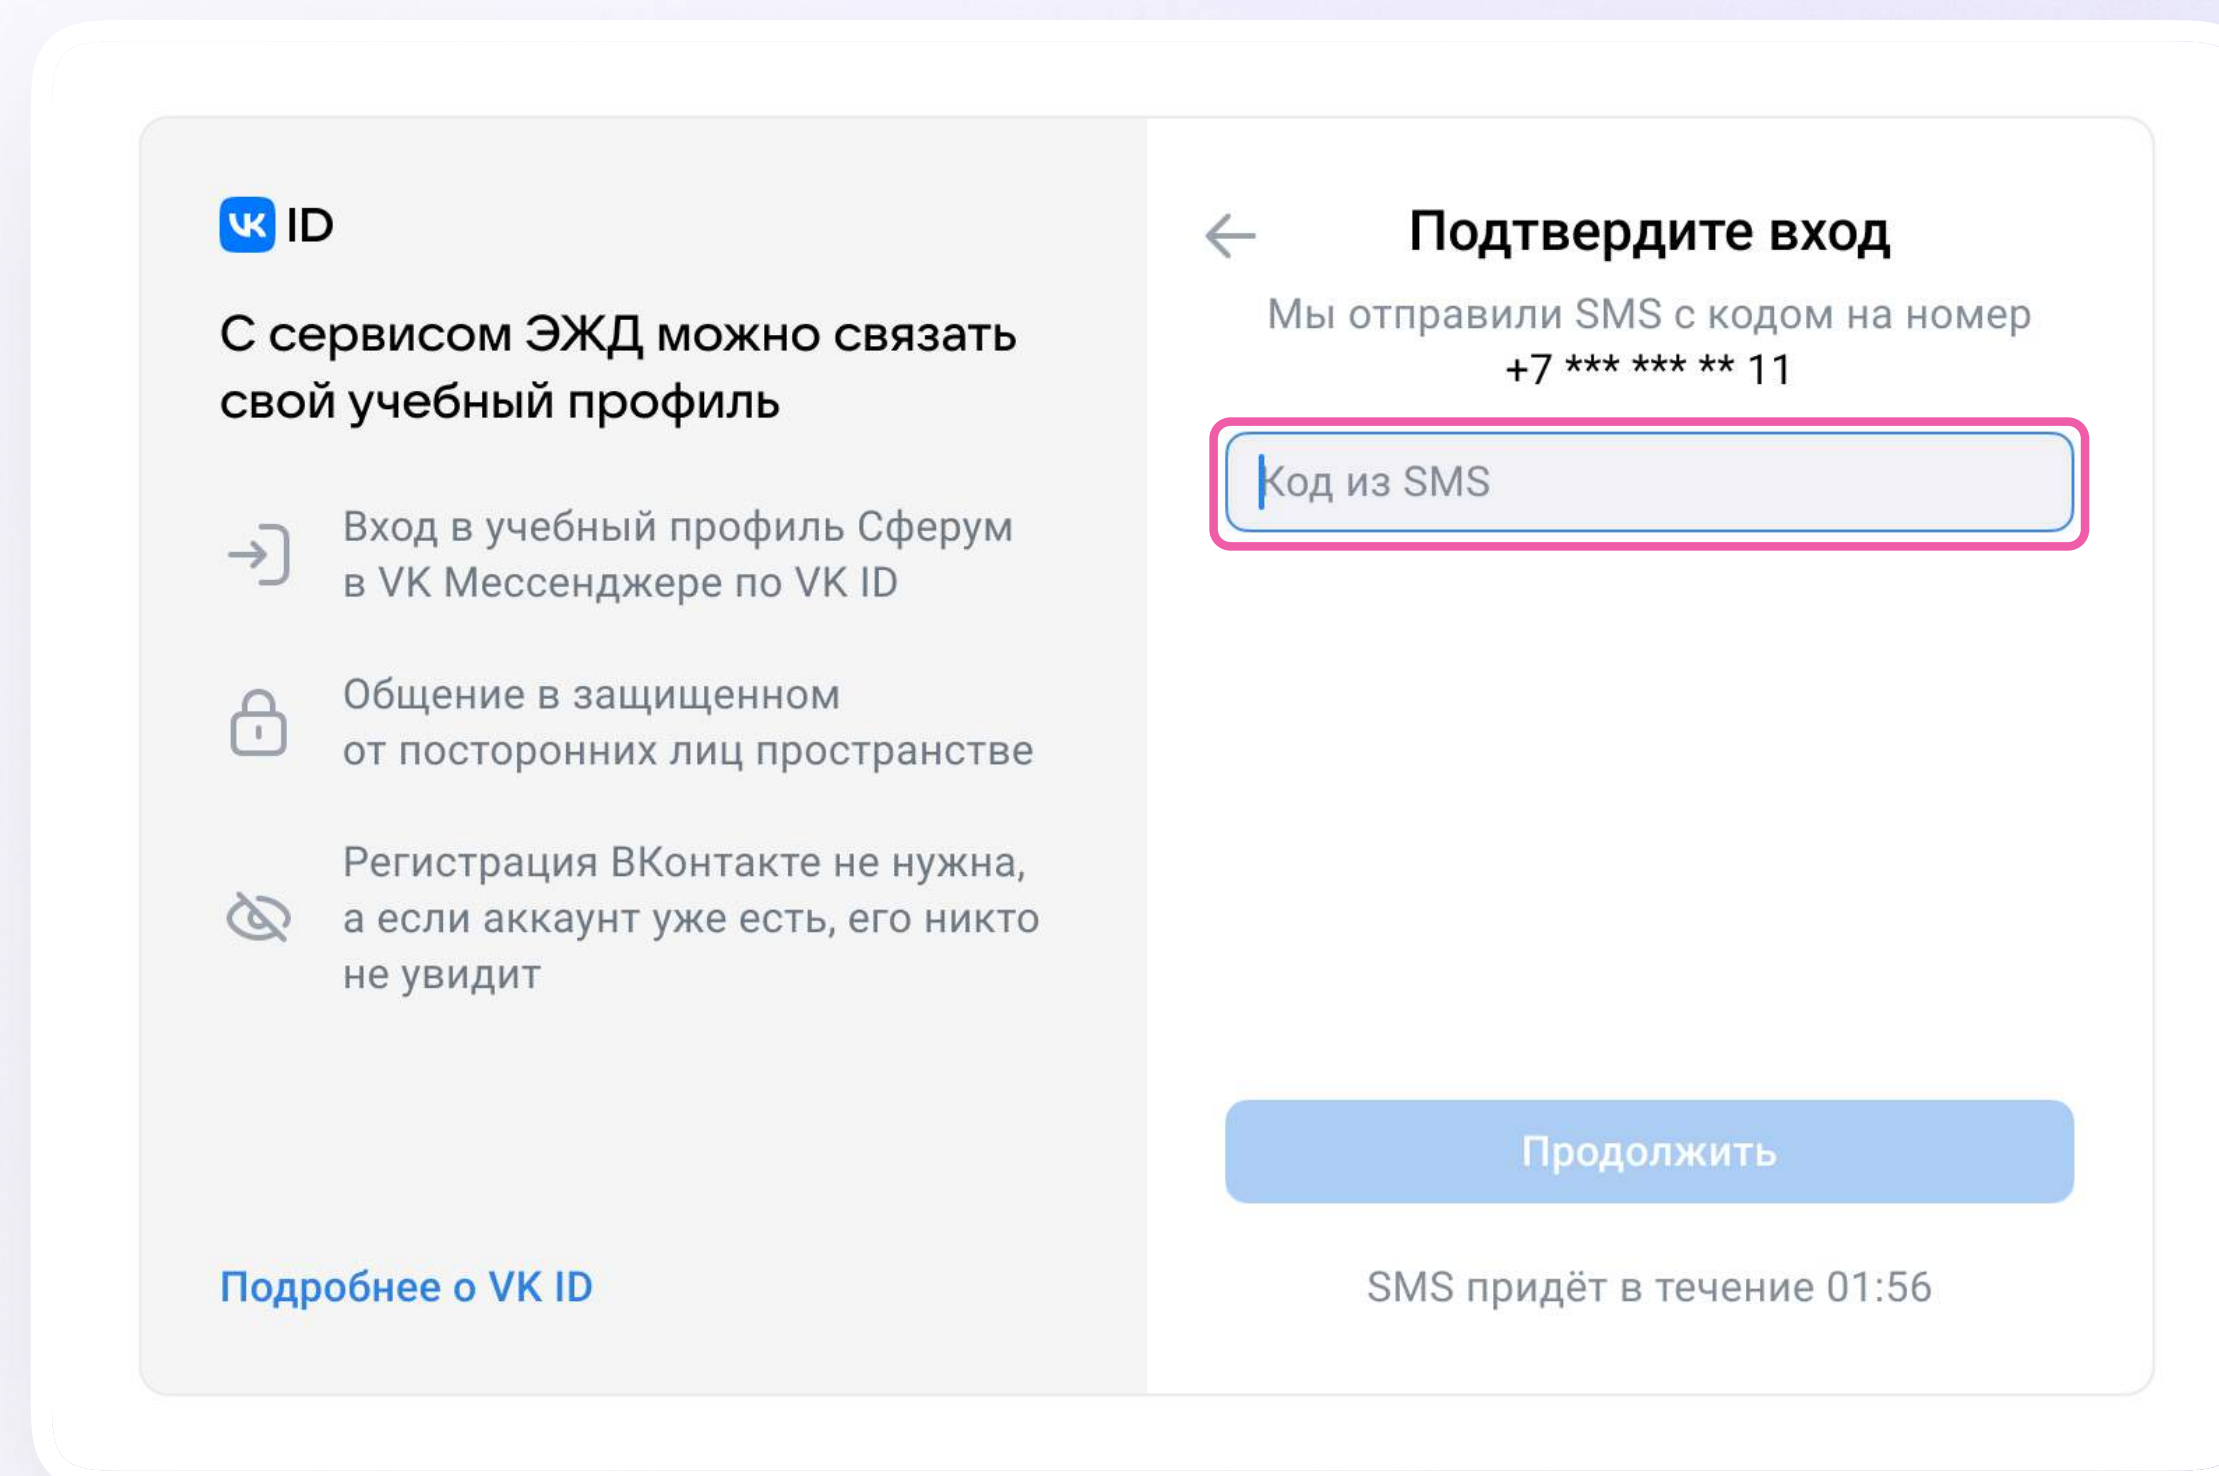 VK ID
С сервисом ЭЖД можно связать
свой учебный профиль
Вход в учебный профиль Сферум
в VK Мессенджере по VK ID
Общение в защищенном
от посторонних лиц пространстве
Регистрация ВКонтакте не нужна,
а если аккаунт уже есть, его никто
не увидит
Подробнее о VK ID
Подтвердите вход
Мы отправили SMS с кодом на номер
+7 *** *** ** 11
Код из SMS
Продолжить
SMS придёт в течение 01:56